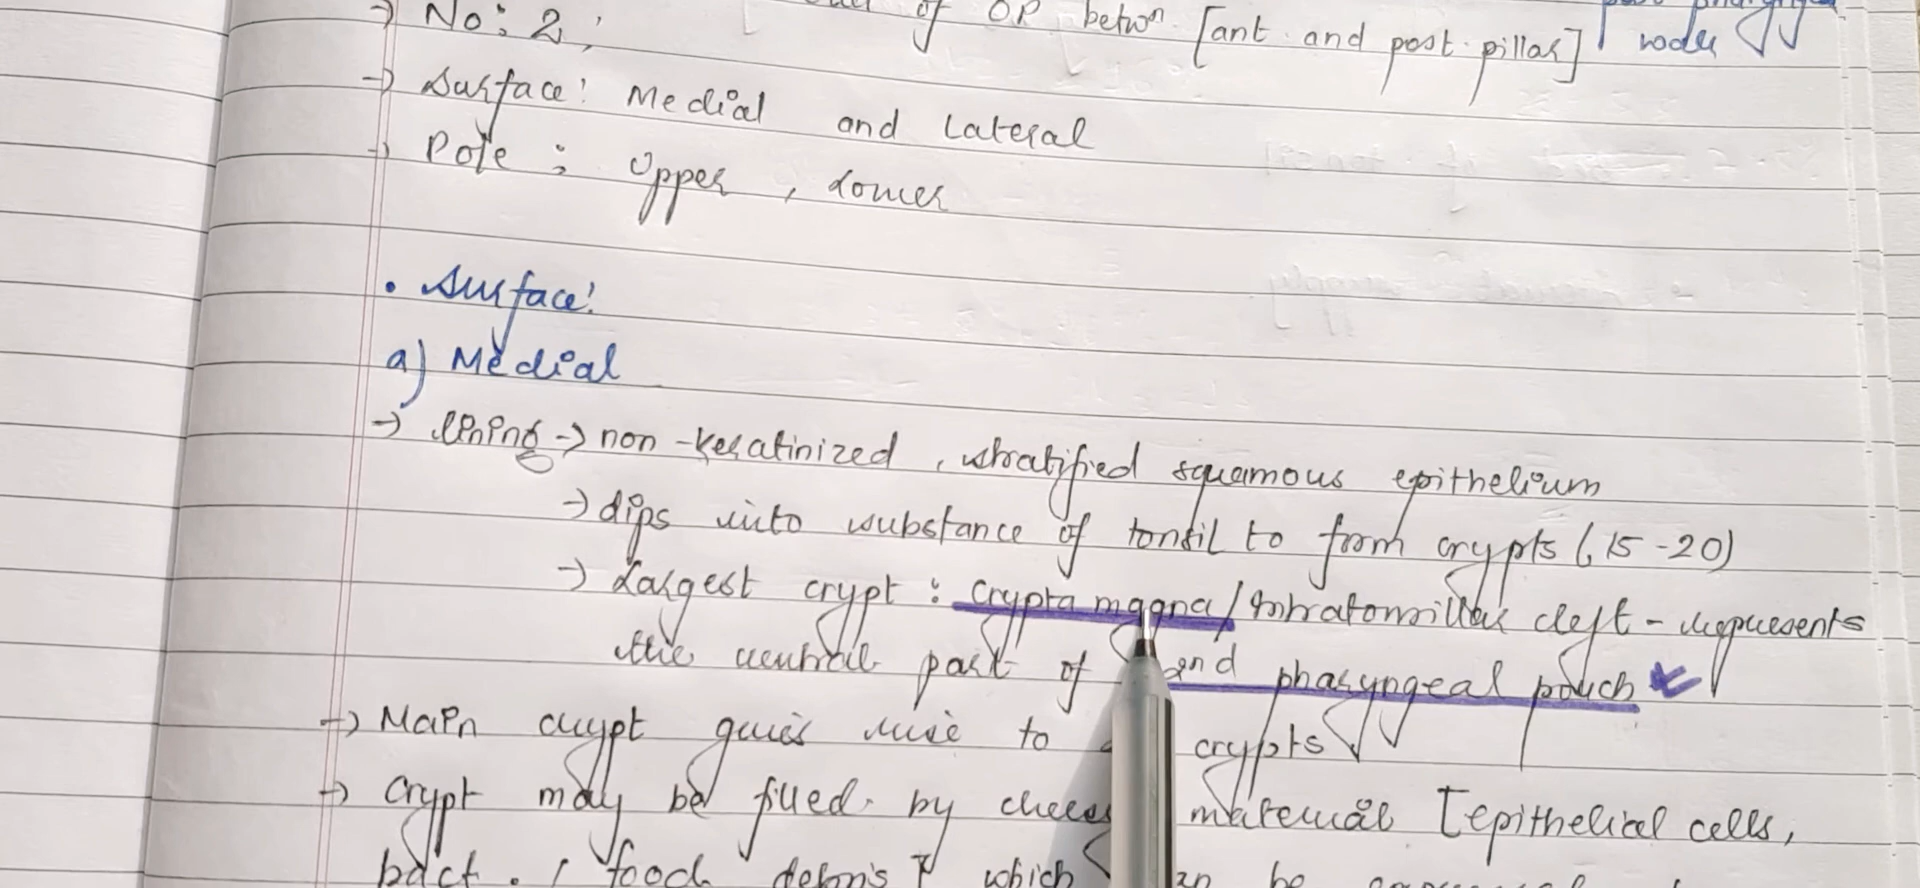 → No: 2, of OP betwn [ant. and post. pillar] nodes
→ Surface: Medial and Lateral
→ Pole : Upper, Lower
• Surface:
a) Medial
→ lining → non-keratinized, stratified squamous epithelium
→ dips into substance of tonsil to from crypts (15-20)
→ Largest crypt : Crypta magna / Intratonsillar cleft - represents
the ventral part of 2nd pharyngeal pouch
→ Main crypt gives rise to crypts
→ Crypt may be filled by material [epithelial cells,
bact., food debris] which be